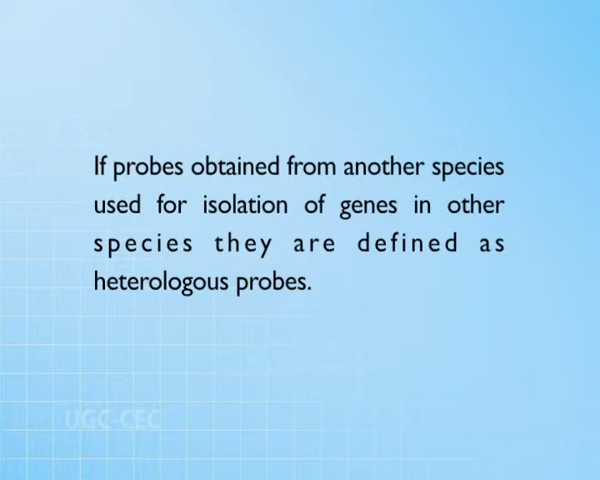 If probes obtained from another species
used for isolation of genes in other
species they are defined as
heterologous probes.
UGC-CEC